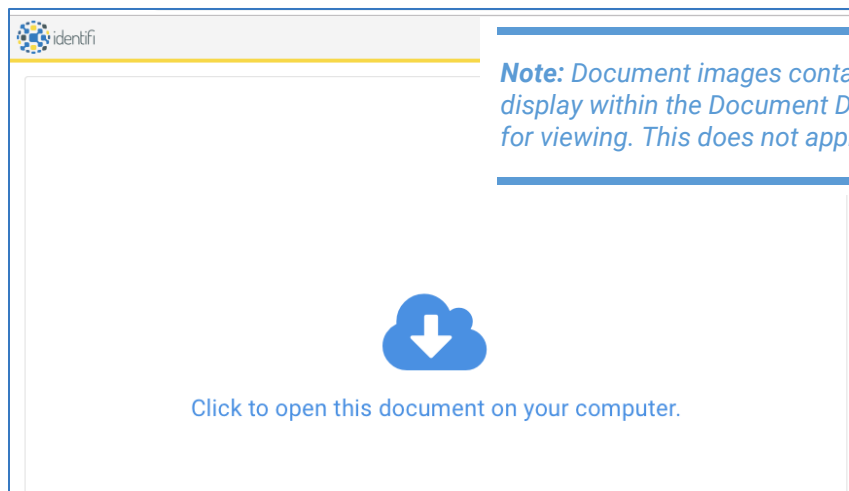 identifi
Note: Document images conta
display within the Document D
for viewing. This does not app
Click to open this document on your computer.